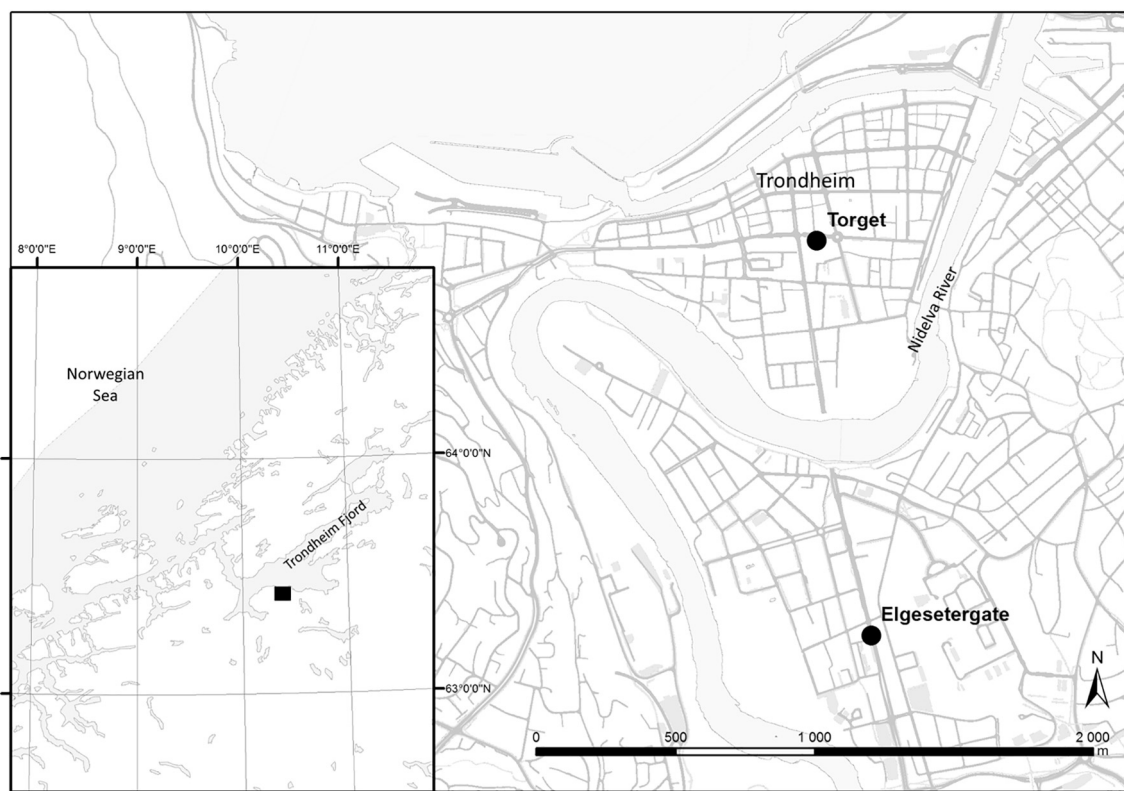 Trondheim
Torget
Nidelva River
8°0'0"E
9°0'0"E
10°0'0"E
11°0'0"E
Norwegian
Sea
64°0'0"N
Trondheim Fjord
63°0'0"N
Elgesetergate
N
0
500
1 000
2 000
m